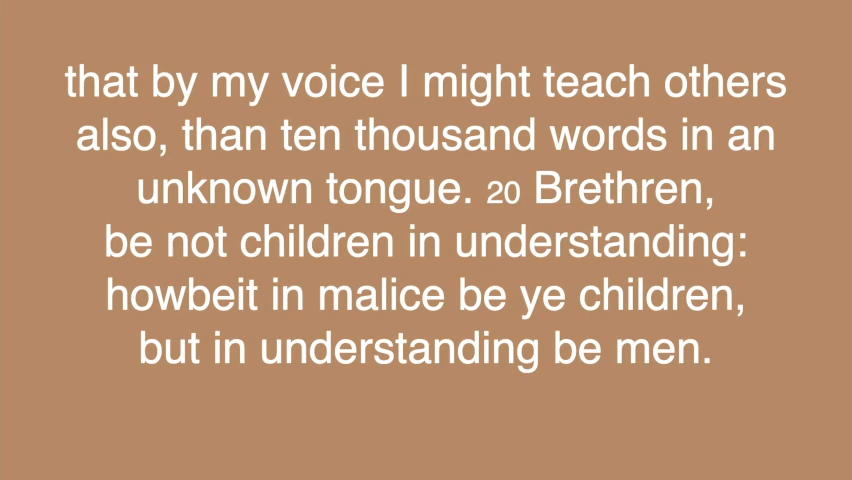 that by my voice I might teach others
also, than ten thousand words in an
unknown tongue. 20 Brethren,
be not children in understanding:
howbeit in malice be ye children,
but in understanding be men.